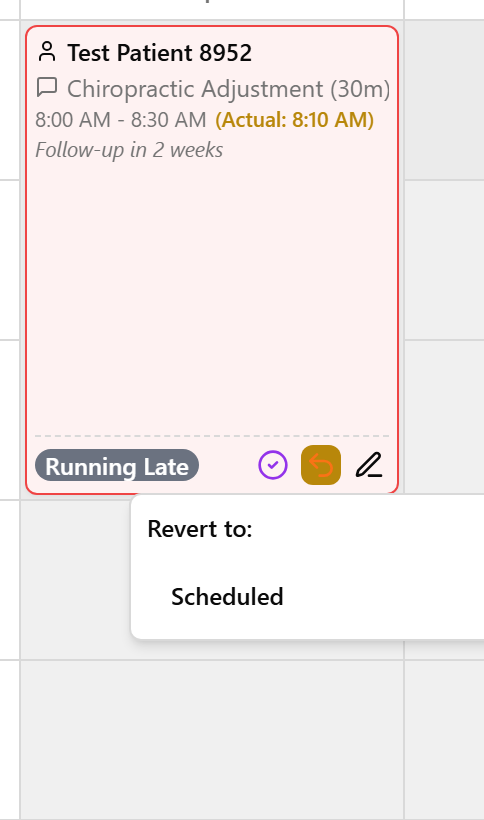 Test Patient 8952
Chiropractic Adjustment (30m)
8:00 AM - 8:30 AM (Actual: 8:10 AM)
Follow-up in 2 weeks
Running Late
Revert to:
Scheduled